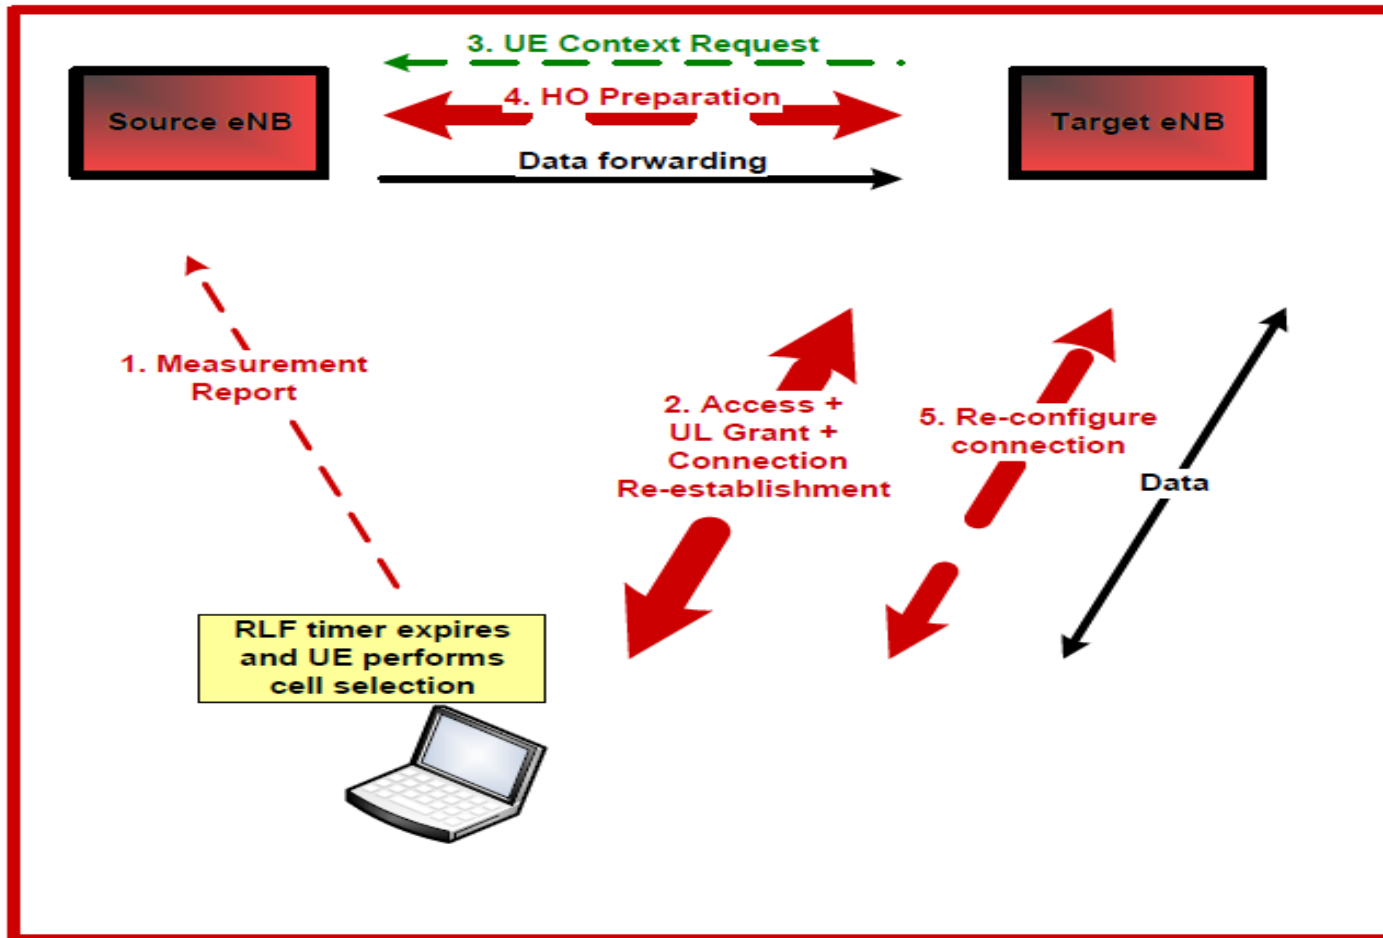 3. UE Context Request
Source eNB
4. HO Preparation
Target eNB
Data forwarding
1. Measurement
Report
2. Access +
UL Grant +
Connection
Re-establishment
5. Re-configure
connection
Data
RLF timer expires
and UE performs
cell selection